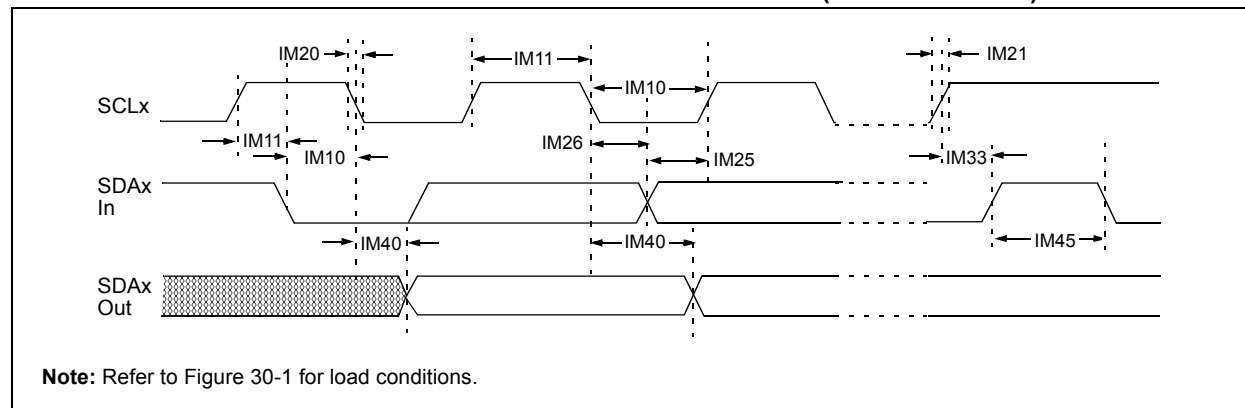 IM20
IM11
IM21
SCLx
IM10
IM11
IM26
IM10
IM25
IM33
SDAx
In
IM40
IM40
IM45
SDAx
Out
Note: Refer to Figure 30-1 for load conditions.